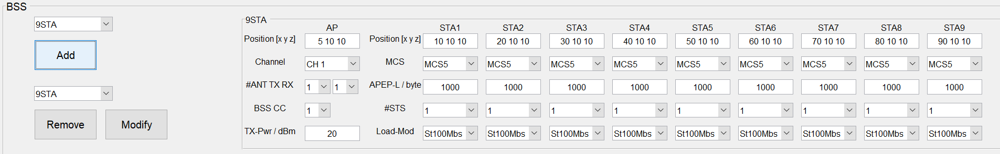 BSS
9STA
Add
9STA
Remove Modify
9STA
AP STA1 STA2 STA3 STA4 STA5 STA6 STA7 STA8 STA9
Position [x y z] 5 10 10 Position [x y z] 10 10 10 20 10 10 30 10 10 40 10 10 50 10 10 60 10 10 70 10 10 80 10 10 90 10 10
Channel CH 1 MCS MCS5 MCS5 MCS5 MCS5 MCS5 MCS5 MCS5 MCS5 MCS5
#ANT TX RX 1 1 APEP-L / byte 1000 1000 1000 1000 1000 1000 1000 1000 1000
BSS CC 1 #STS 1 1 1 1 1 1 1 1 1
TX-Pwr / dBm 20 Load-Mod St100Mbs St100Mbs St100Mbs St100Mbs St100Mbs St100Mbs St100Mbs St100Mbs St100Mbs